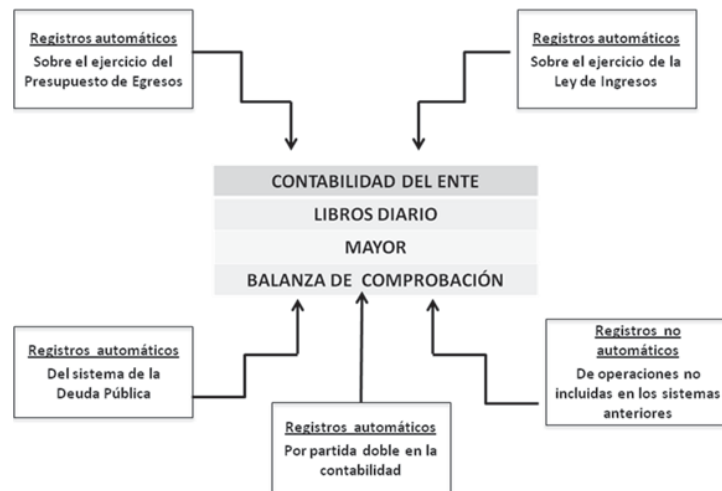 Registros automáticos
Sobre el ejercicio del
Presupuesto de Egresos
Registros automáticos
Sobre el ejercicio de la
Ley de Ingresos
CONTABILIDAD DEL ENTE
LIBROS DIARIO
MAYOR
BALANZA DE COMPROBACIÓN
Registros automáticos
Del sistema de la
Deuda Pública
Registros automáticos
Por partida doble en la
contabilidad
Registros no
automáticos
De operaciones no
incluidas en los sistemas
anteriores